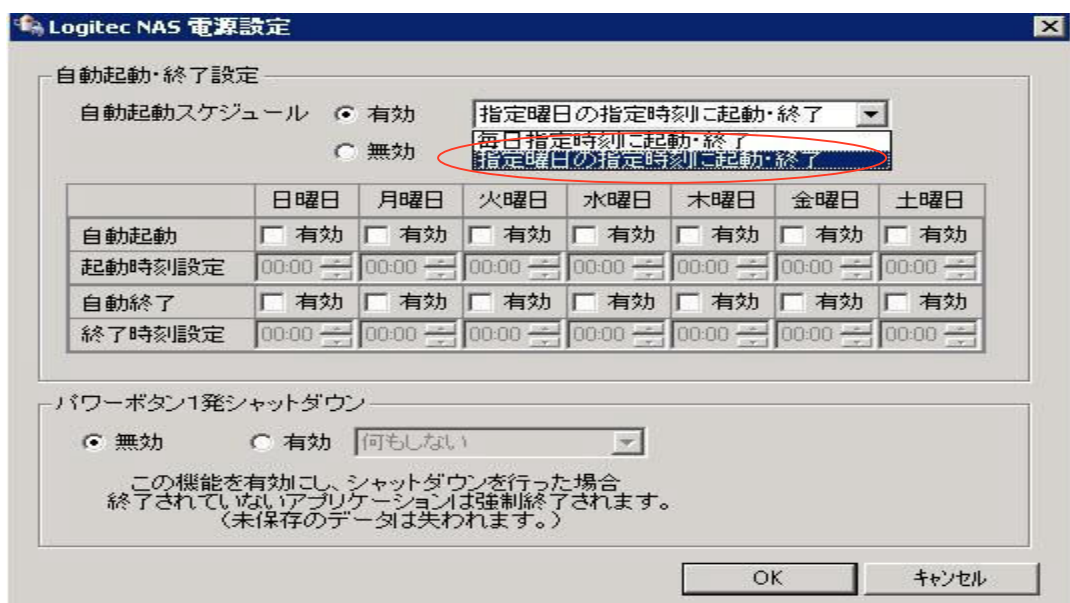 Logitec NAS 電源設定
自動起動・終了設定
自動起動スケジュール 有効 指定曜日の指定時刻に起動・終了
毎日指定時刻に起動・終了
無効 指定曜日の指定時刻に起動・終了
日曜日 月曜日 火曜日 水曜日 木曜日 金曜日 土曜日
自動起動 有効 有効 有効 有効 有効 有効 有効
起動時刻設定 00:00 00:00 00:00 00:00 00:00 00:00 00:00
自動終了 有効 有効 有効 有効 有効 有効 有効
終了時刻設定 00:00 00:00 00:00 00:00 00:00 00:00 00:00
パワーボタン1発シャットダウン
無効 有効 何もしない
この機能を有効にし、シャットダウンを行った場合
終了されていないアプリケーションは強制終了されます。
(未保存のデータは失われます。)
OK キャンセル